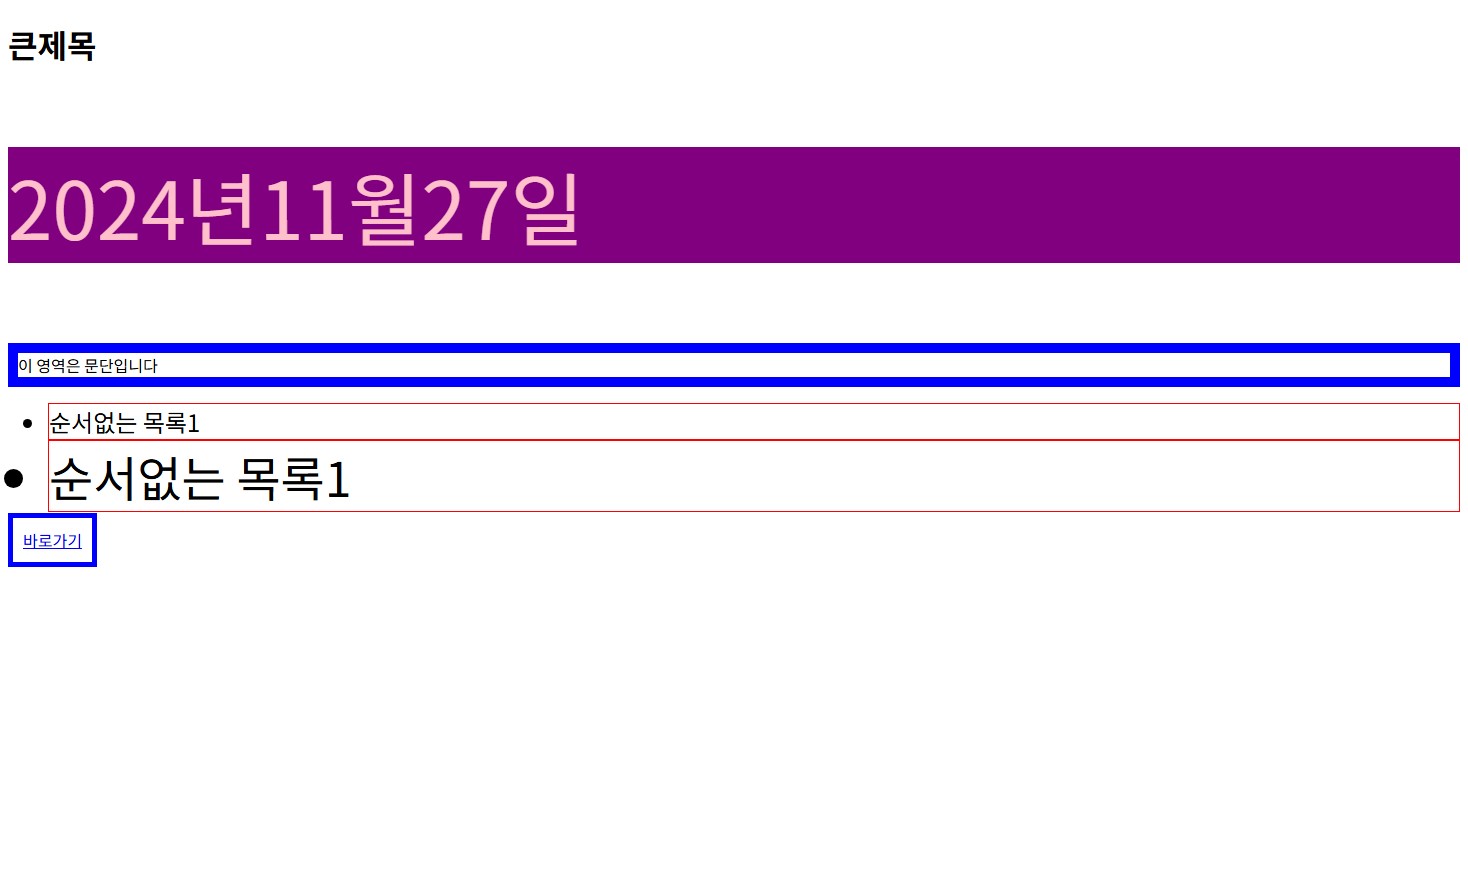 큰제목
2024년11월27일
이 영역은 문단입니다
순서없는 목록1
순서없는 목록1
바로가기